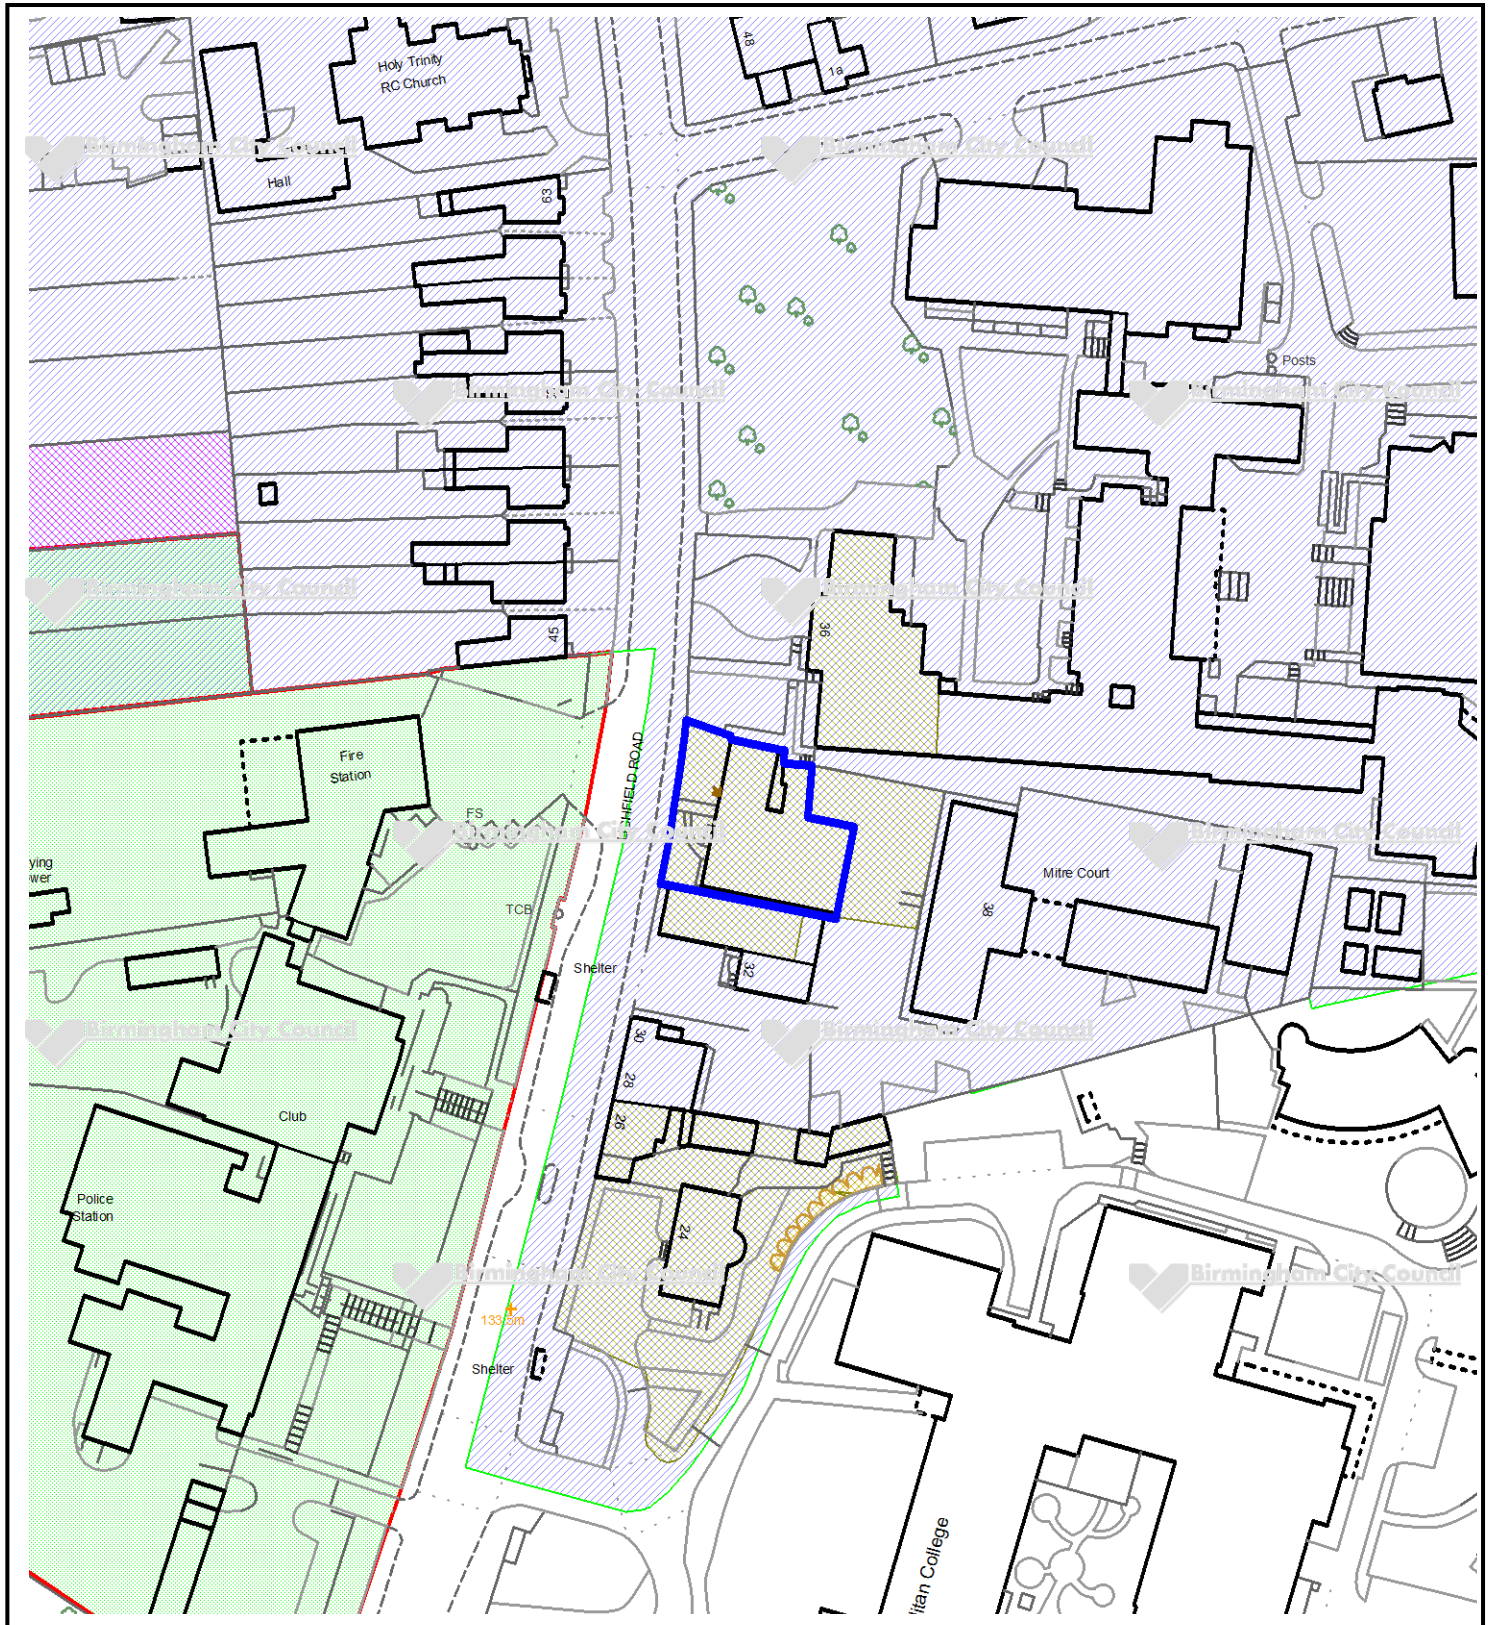 48
1a
Holy Trinity
RC Church
Birmingham City Council
Birmingham City Council
Hall
63
Posts
Birmingham City Council
Birmingham City Council
Birmingham City Council
Birmingham City Council
45
36
Fire
Station
HFIELD ROAD
FS
Birmingham City Council
Birmingham City Council
ying
wer
Mitre Court
TCB
38
Shelter
32
Birmingham City Council
Birmingham City Council
30
28
Club
26
Police
Station
24
Birmingham City Council
Birmingham City Council
133.5m
Shelter
litan College